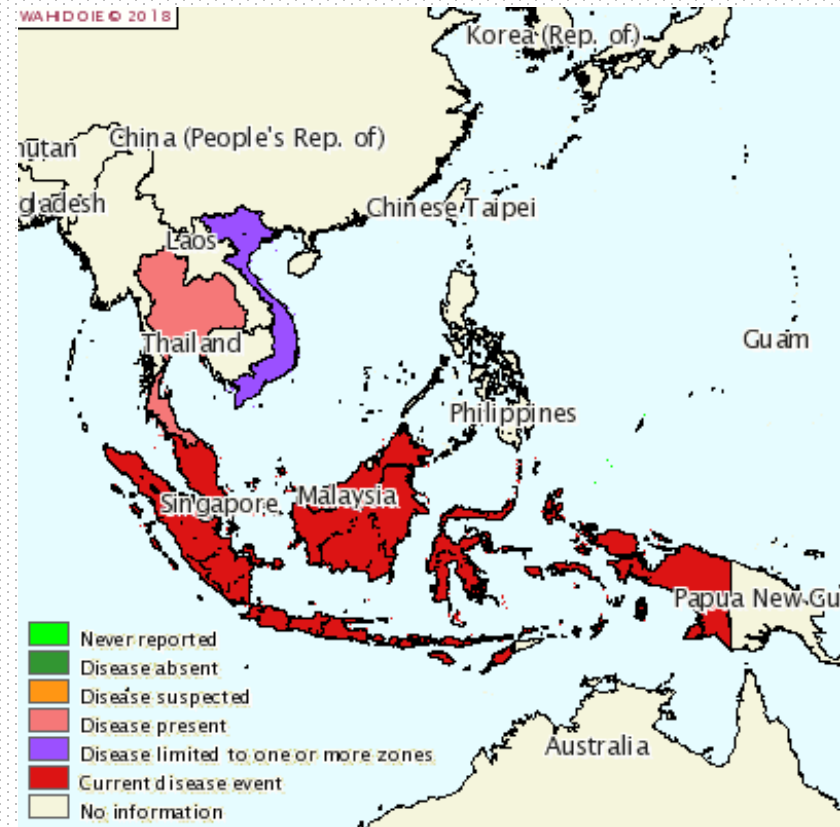 WAHIDOIE © 2018
Korea (Rep. of)
China (People's Rep. of)
hutan
gladesh
Chinese Taipei
Laos
Thailand
Guam
Philippines
Singapore
Malaysia
Papua New Gu
Australia
Never reported
Disease absent
Disease suspected
Disease present
Disease limited to one or more zones
Current disease event
No information